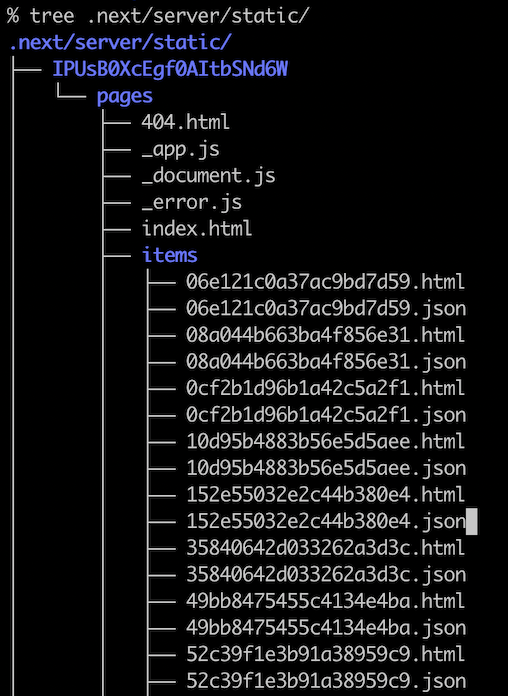 % tree .next/server/static/
.next/server/static/
├── IPUsB0XcEgf0AItbSNd6W
│   └── pages
│       ├── 404.html
│       ├── _app.js
│       ├── _document.js
│       ├── _error.js
│       ├── index.html
│       ├── items
│       │   ├── 06e121c0a37ac9bd7d59.html
│       │   ├── 06e121c0a37ac9bd7d59.json
│       │   ├── 08a044b663ba4f856e31.html
│       │   ├── 08a044b663ba4f856e31.json
│       │   ├── 0cf2b1d96b1a42c5a2f1.html
│       │   ├── 0cf2b1d96b1a42c5a2f1.json
│       │   ├── 10d95b4883b56e5d5aee.html
│       │   ├── 10d95b4883b56e5d5aee.json
│       │   ├── 152e55032e2c44b380e4.html
│       │   ├── 152e55032e2c44b380e4.json
│       │   ├── 35840642d033262a3d3c.html
│       │   ├── 35840642d033262a3d3c.json
│       │   ├── 49bb8475455c4134e4ba.html
│       │   ├── 49bb8475455c4134e4ba.json
│       │   ├── 52c39f1e3b91a38959c9.html
│       │   ├── 52c39f1e3b91a38959c9.json